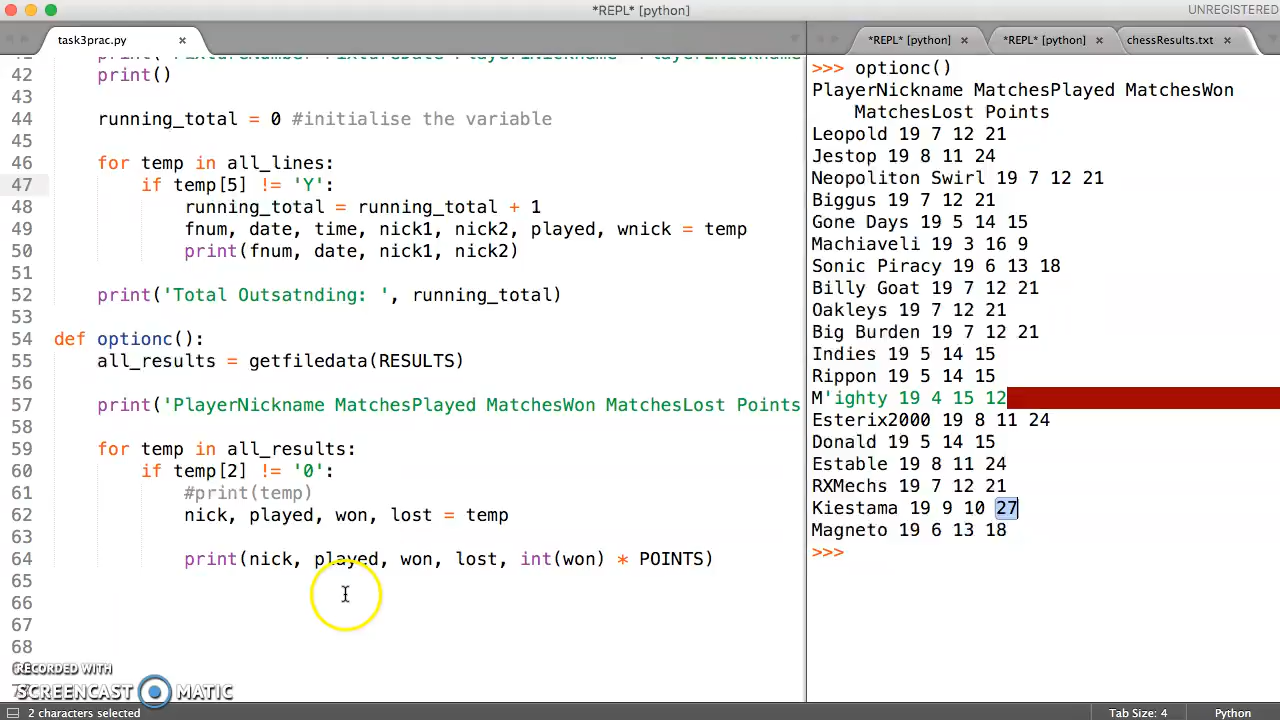 *REPL* [python]
UNREGISTERED
task3prac.py ×
*REPL* [python] × *REPL* [python] × chessResults.txt ×
42 print()
43
44 running_total = 0 #initialise the variable
45
46 for temp in all_lines:
47 if temp[5] != 'Y':
48 running_total = running_total + 1
49 fnum, date, time, nick1, nick2, played, wnick = temp
50 print(fnum, date, nick1, nick2)
51
52 print('Total Outsatnding: ', running_total)
53
54 def optionc():
55 all_results = getfiledata(RESULTS)
56
57 print('PlayerNickname MatchesPlayed MatchesWon MatchesLost Points
58
59 for temp in all_results:
60 if temp[2] != '0':
61 #print(temp)
62 nick, played, won, lost = temp
63
64 print(nick, played, won, lost, int(won) * POINTS)
65
66
67
68
>>> optionc()
PlayerNickname MatchesPlayed MatchesWon
MatchesLost Points
Leopold 19 7 12 21
Jestop 19 8 11 24
Neopoliton Swirl 19 7 12 21
Biggus 19 7 12 21
Gone Days 19 5 14 15
Machiaveli 19 3 16 9
Sonic Piracy 19 6 13 18
Billy Goat 19 7 12 21
Oakleys 19 7 12 21
Big Burden 19 7 12 21
Indies 19 5 14 15
Rippon 19 5 14 15
M'ighty 19 4 15 12
Esterix2000 19 8 11 24
Donald 19 5 14 15
Estable 19 8 11 24
RXMechs 19 7 12 21
Kiestama 19 9 10 27
Magneto 19 6 13 18
>>>
RECORDED WITH
SCREENCAST MATIC
2 characters selected
Tab Size: 4 Python